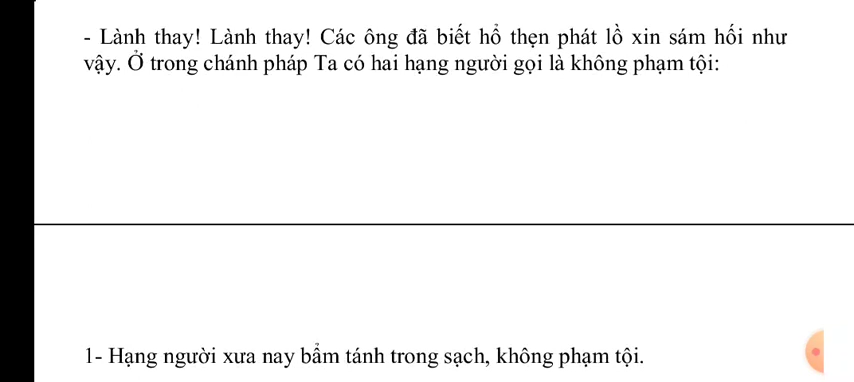 - Lành thay! Lành thay! Các ông đã biết hổ thẹn phát lồ xin sám hối như
vậy. Ở trong chánh pháp Ta có hai hạng người gọi là không phạm tội:
1- Hạng người xưa nay bẩm tánh trong sạch, không phạm tội.